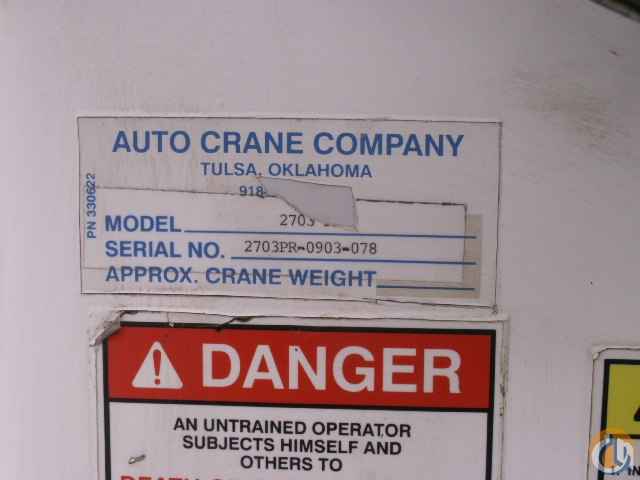 AUTO CRANE COMPANY
TULSA, OKLAHOMA
918
PN 330622
MODEL 2703
SERIAL NO. 2703PR-0903-078
APPROX. CRANE WEIGHT
DANGER
AN UNTRAINED OPERATOR
SUBJECTS HIMSELF AND
OTHERS TO